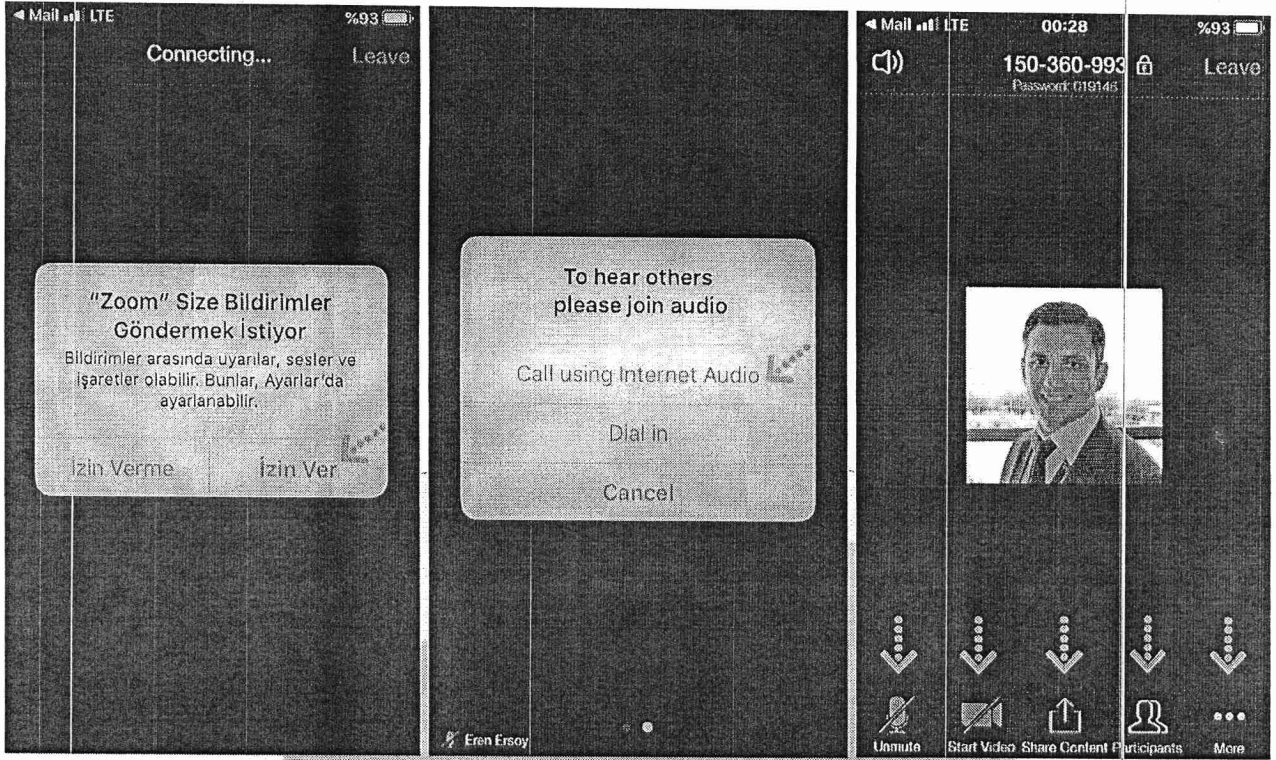 Mail LTE %93
Connecting... Leave
"Zoom" Size Bildirimler
Göndermek İstiyor
Bildirimler arasında uyarılar, sesler ve
işaretler olabilir. Bunlar, Ayarlar'da
ayarlanabilir.
İzin Verme İzin Ver
To hear others
please join audio
Call using Internet Audio
Dial in
Cancel
Eren Ersoy
Mail LTE 00:28 %93
150-360-993 Leave
Password: 019146
Unmute Start Video Share Content Participants More